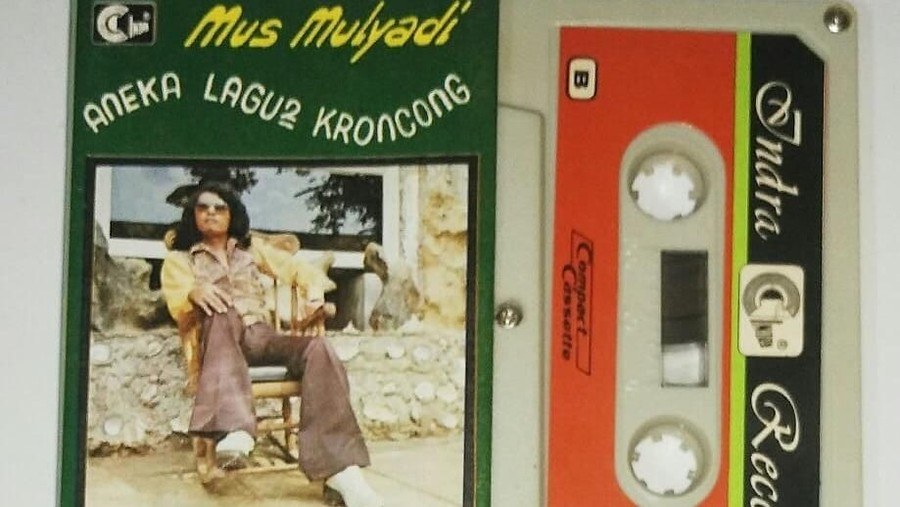 Mus Mulyadi
ANEKA LAGU2 KRONCONG
B
Compact
Cassette
Indra